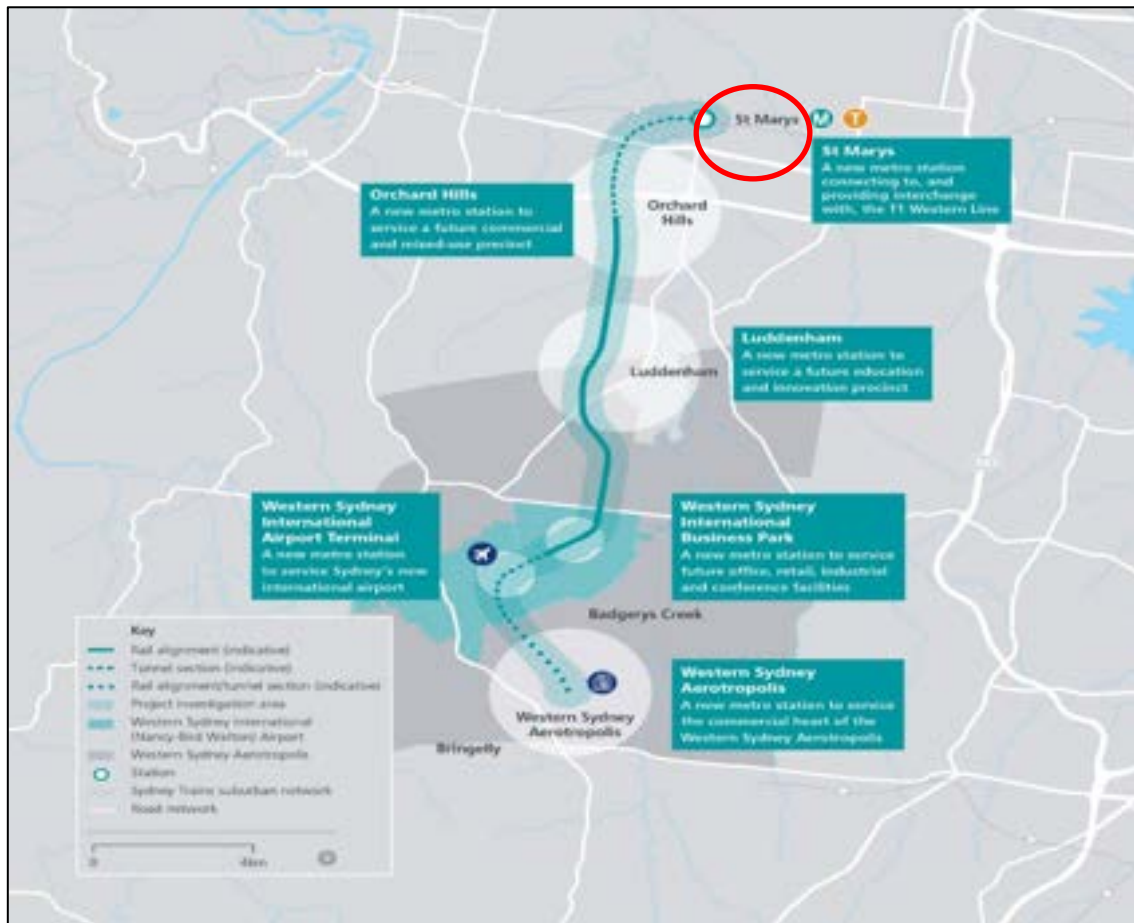 St Marys
M
T
St Marys
A new metro station
connecting to, and
providing interchange
with, the T1 Western Line
Orchard Hills
A new metro station to
service a future commercial
and mixed-use precinct
Orchard
Hills
Luddenham
A new metro station to
service a future education
and innovation precinct
Luddenham
Western Sydney
International
Airport Terminal
A new metro station
to service Sydney's new
international airport
Western Sydney
International
Business Park
A new metro station to service
future office, retail, industrial
and conference facilities
Badgerys Creek
Western Sydney
Aerotropolis
A new metro station to service
the commercial heart of the
Western Sydney Aerotropolis
Western Sydney
Aerotropolis
Bringelly
Key
Rail alignment (indicative)
Tunnel section (indicative)
Rail alignment/tunnel section (indicative)
Project investigation area
Western Sydney International
(Nancy-Bird Walton) Airport
Western Sydney Aerotropolis
Station
Sydney Trains suburban network
Road network
0
4km